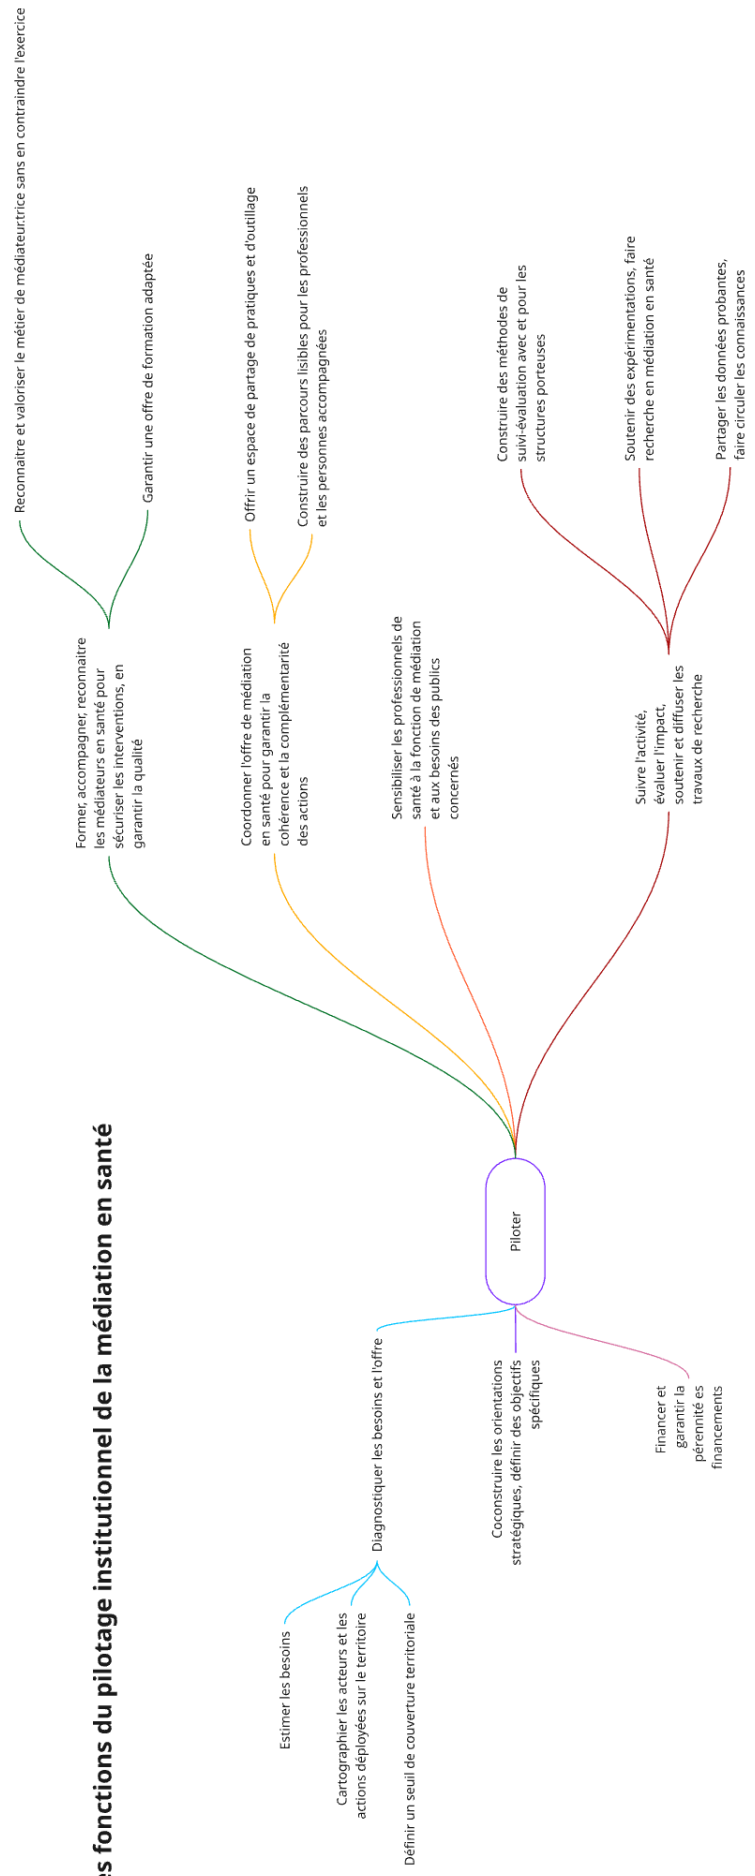 es fonctions du pilotage institutionnel de la médiation en santé
Estimer les besoins
Cartographier les acteurs et les
actions déployées sur le territoire
Définir un seuil de couverture territoriale
Diagnostiquer les besoins et l'offre
Coconstruire les orientations
stratégiques, définir des objectifs
spécifiques
Financer et
garantir la
pérennité es
financements
Piloter
Former, accompagner, reconnaitre
les médiateurs en santé pour
sécuriser les interventions, en
garantir la qualité
Reconnaitre et valoriser le métier de médiateur.trice sans en contraindre l'exercice
Garantir une offre de formation adaptée
Coordonner l'offre de médiation
en santé pour garantir la
cohérence et la complémentarité
des actions
Offrir un espace de partage de pratiques et d'outillage
Construire des parcours lisibles pour les professionnels
et les personnes accompagnées
Sensibiliser les professionnels de
santé à la fonction de médiation
et aux besoins des publics
concernés
Suivre l'activité,
évaluer l'impact,
soutenir et diffuser les
travaux de recherche
Construire des méthodes de
suivi-évaluation avec et pour les
structures porteuses
Soutenir des expérimentations, faire
recherche en médiation en santé
Partager les données probantes,
faire circuler les connaissances